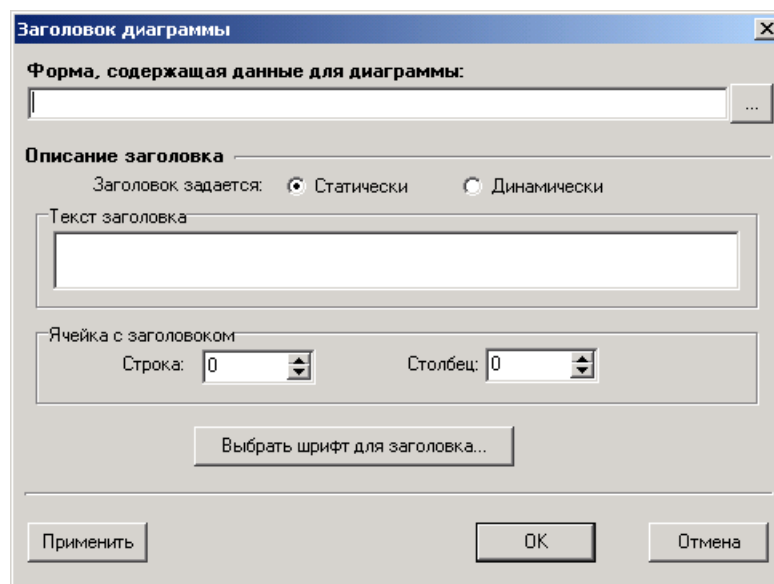 Заголовок диаграммы
Форма, содержащая данные для диаграммы:
...
Описание заголовка
Заголовок задается: Статически Динамически
Текст заголовка
Ячейка с заголовоком
Строка: 0 Столбец: 0
Выбрать шрифт для заголовка...
Применить OK Отмена